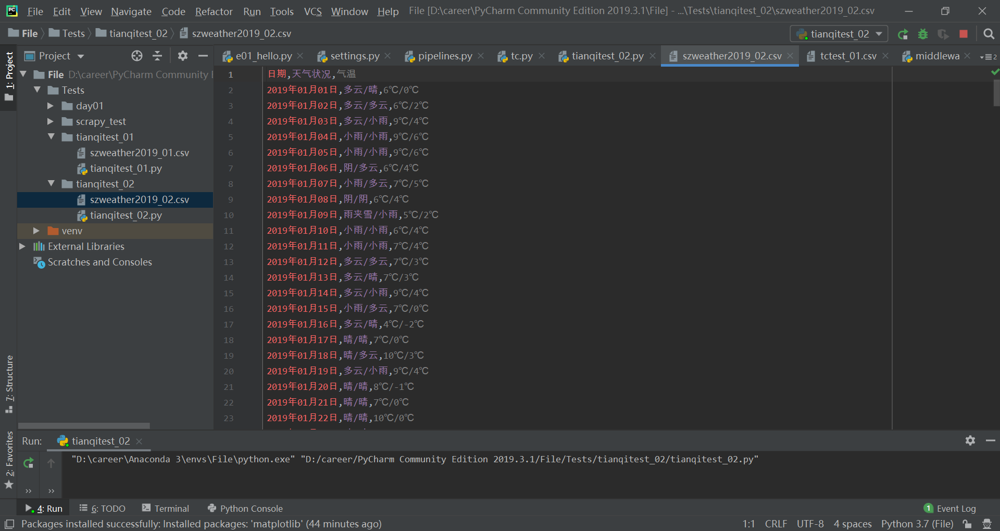 File Edit View Navigate Code Refactor Run Tools VCS Window Help File [D:\career\PyCharm Community Edition 2019.3.1\File] - ...\Tests\tianqitest_02\szweather2019_02.csv
File Tests tianqitest_02 szweather2019_02.csv
tianqitest_02
Project
e01_hello.py settings.py pipelines.py tc.py tianqitest_02.py szweather2019_02.csv tctest_01.csv middlewa 2
1: Project
File D:\career\PyCharm Community
Tests
day01
scrapy_test
tianqitest_01
szweather2019_01.csv
tianqitest_01.py
tianqitest_02
szweather2019_02.csv
tianqitest_02.py
venv
External Libraries
Scratches and Consoles
7: Structure
2: Favorites
1 日期,天气状况,气温
2 2019年01月01日,多云/晴,6℃/0℃
3 2019年01月02日,多云/多云,6℃/2℃
4 2019年01月03日,多云/小雨,9℃/4℃
5 2019年01月04日,小雨/小雨,9℃/6℃
6 2019年01月05日,小雨/小雨,9℃/6℃
7 2019年01月06日,阴/多云,6℃/4℃
8 2019年01月07日,小雨/多云,7℃/5℃
9 2019年01月08日,阴/阴,6℃/4℃
10 2019年01月09日,雨夹雪/小雨,5℃/2℃
11 2019年01月10日,小雨/小雨,6℃/4℃
12 2019年01月11日,小雨/小雨,7℃/4℃
13 2019年01月12日,多云/多云,7℃/3℃
14 2019年01月13日,多云/晴,7℃/3℃
15 2019年01月14日,多云/小雨,9℃/4℃
16 2019年01月15日,小雨/多云,7℃/0℃
17 2019年01月16日,多云/晴,4℃/-2℃
18 2019年01月17日,晴/晴,7℃/0℃
19 2019年01月18日,晴/多云,10℃/3℃
20 2019年01月19日,多云/小雨,9℃/4℃
21 2019年01月20日,晴/晴,8℃/-1℃
22 2019年01月21日,晴/晴,7℃/0℃
23 2019年01月22日,晴/晴,10℃/0℃
Run: tianqitest_02
"D:\career\Anaconda 3\envs\File\python.exe" "D:/career/PyCharm Community Edition 2019.3.1/File/Tests/tianqitest_02/tianqitest_02.py"
4: Run 6: TODO Terminal Python Console 1 Event Log
Packages installed successfully: Installed packages: 'matplotlib' (44 minutes ago) 1:1 CRLF UTF-8 4 spaces Python 3.7 (File)